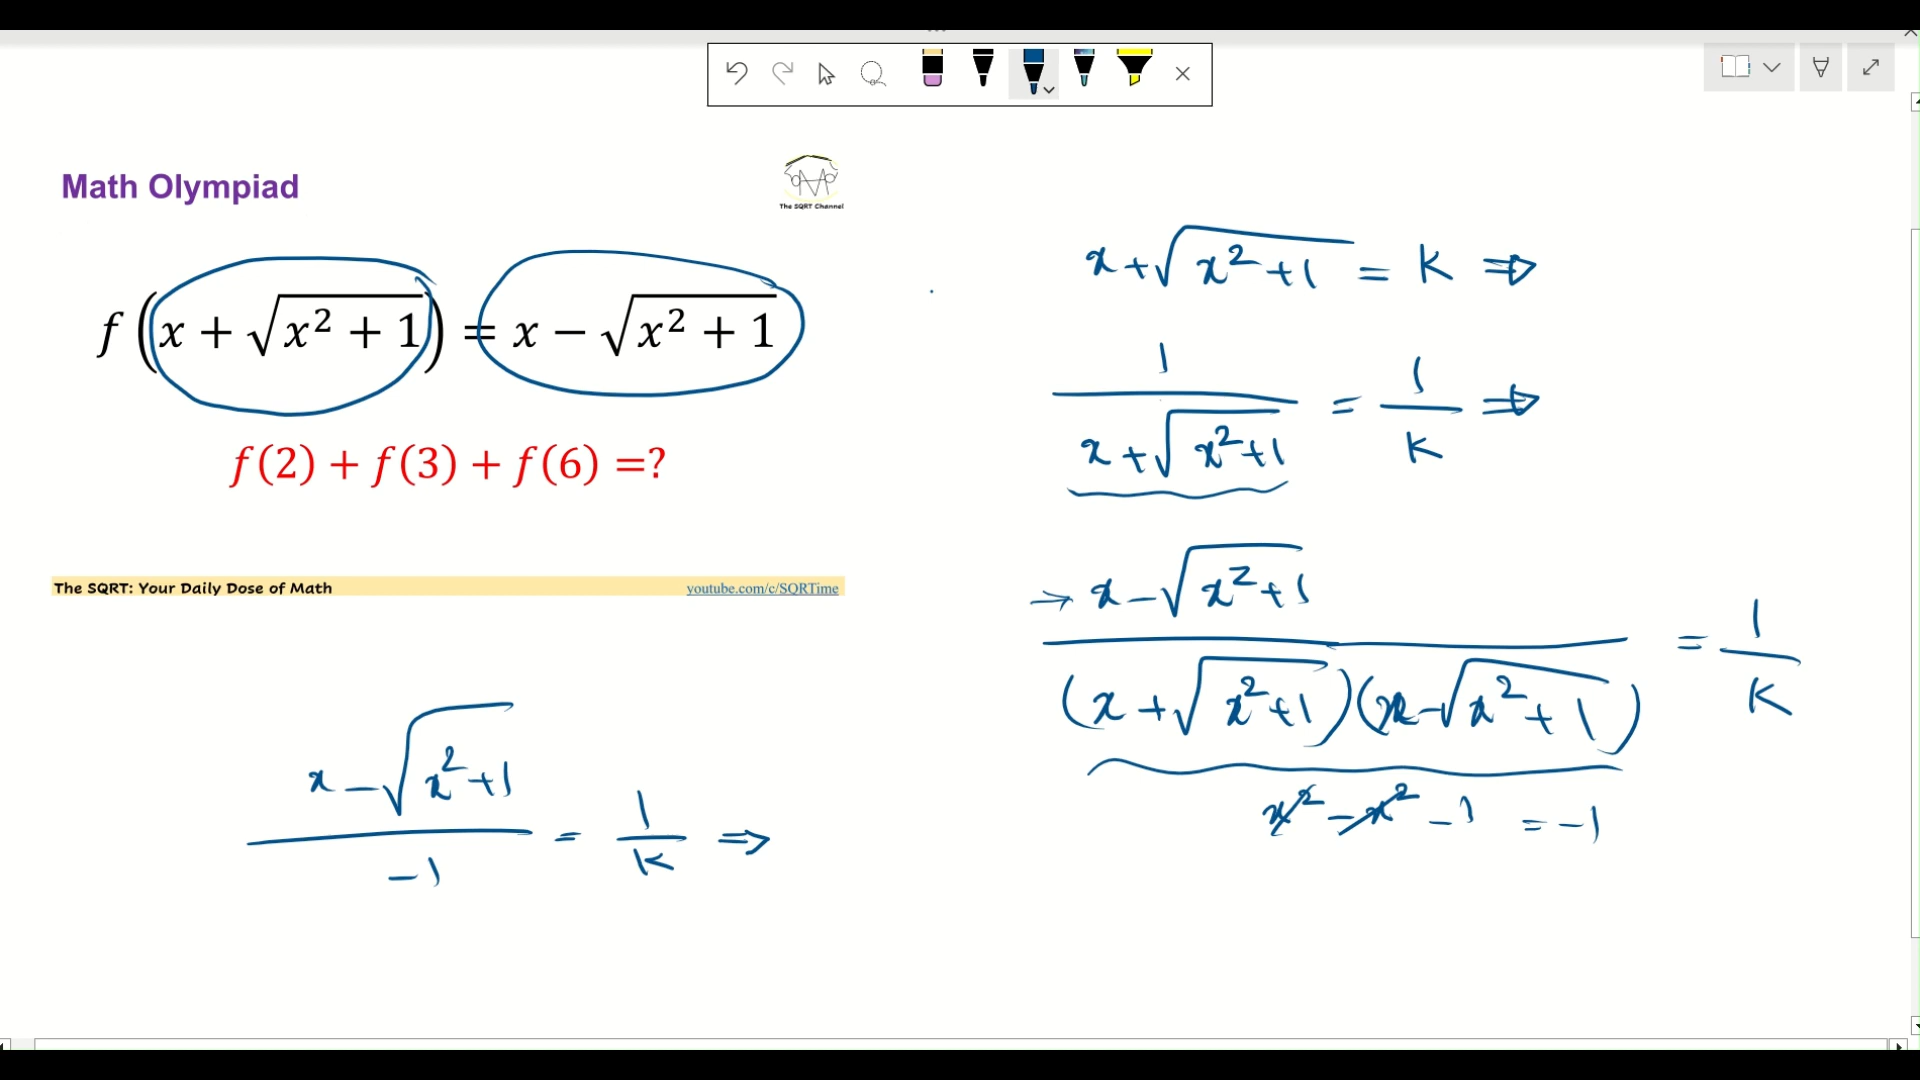 Math Olympiad
The SQRT Channel
f(x + √(x² + 1)) = x − √(x² + 1)
f(2) + f(3) + f(6) =?
The SQRT: Your Daily Dose of Math
youtube.com/c/SQRTime
x + √(x² + 1) = K ⇒
1 / (x + √(x² + 1)) = 1 / K ⇒
→ (x − √(x² + 1)) / ((x + √(x² + 1))(x − √(x² + 1))) = 1 / K
x² − x² − 1 = −1
(x − √(x² + 1)) / −1 = 1 / K ⇒